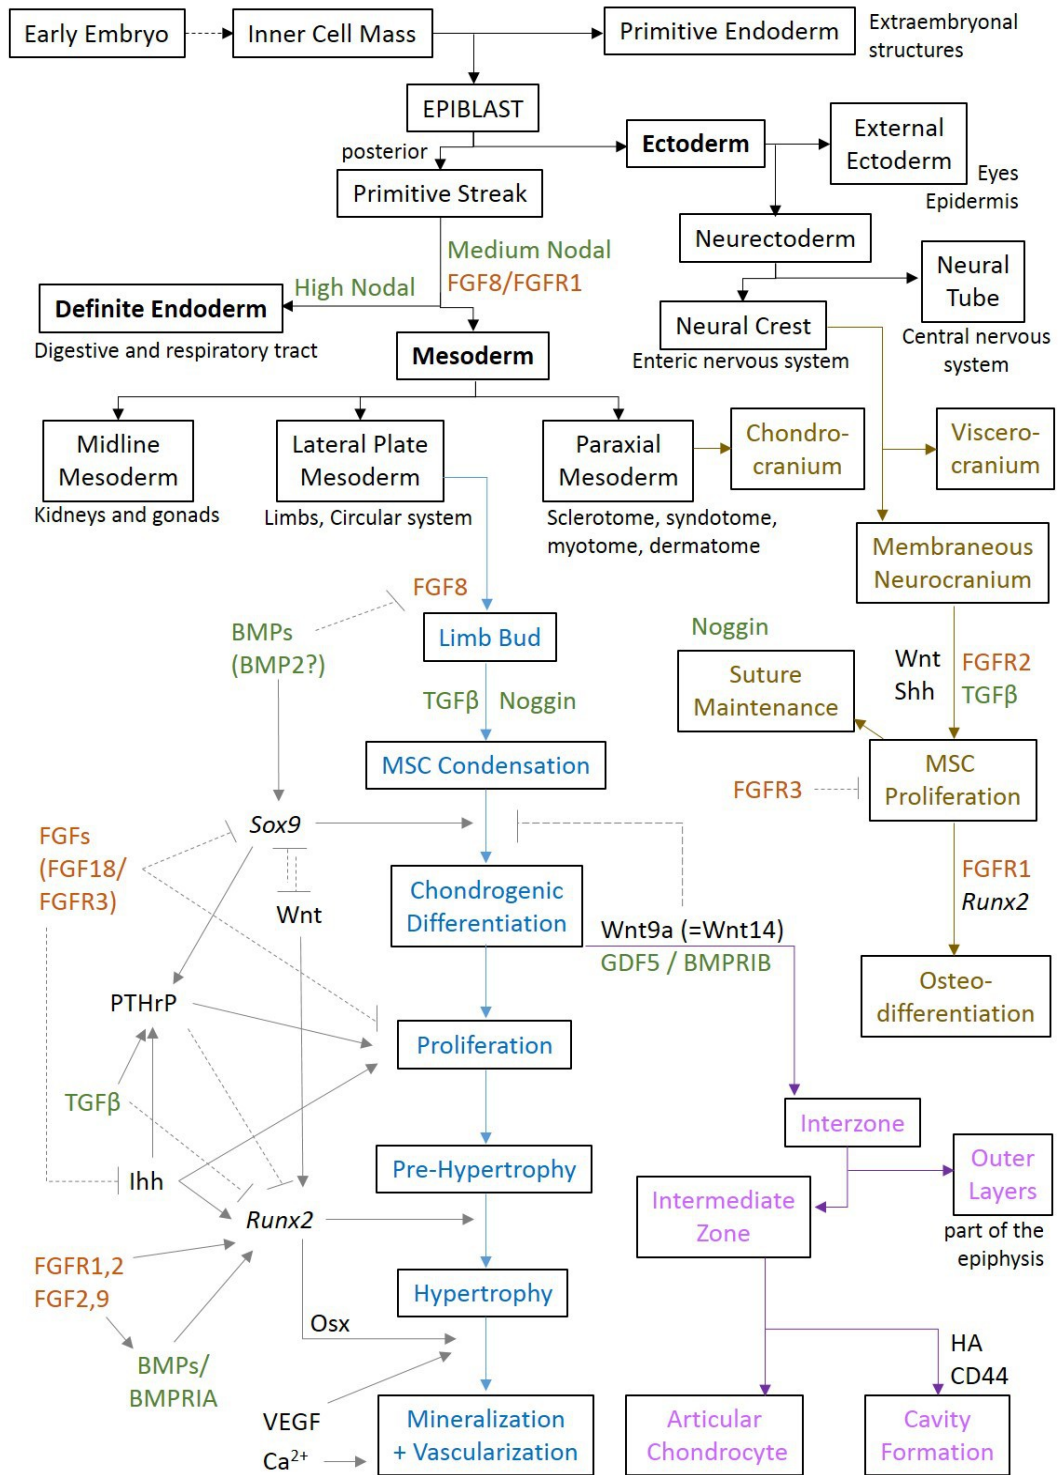 Early Embryo
Inner Cell Mass
Primitive Endoderm
Extraembryonal
structures
EPIBLAST
posterior
Ectoderm
External
Ectoderm
Eyes
Epidermis
Primitive Streak
Neurectoderm
Medium Nodal
FGF8/FGFR1
High Nodal
Neural
Tube
Definite Endoderm
Neural Crest
Central nervous
system
Digestive and respiratory tract
Mesoderm
Enteric nervous system
Midline
Mesoderm
Lateral Plate
Mesoderm
Paraxial
Mesoderm
Chondro-
cranium
Viscero-
cranium
Kidneys and gonads
Limbs, Circular system
Sclerotome, syndotome,
myotome, dermatome
Membraneous
Neurocranium
FGF8
BMPs
(BMP2?)
Limb Bud
Noggin
Wnt
Shh
FGFR2
TGFβ
Suture
Maintenance
TGFβ
Noggin
MSC Condensation
MSC
Proliferation
FGFR3
Sox9
FGFs
(FGF18/
FGFR3)
Chondrogenic
Differentiation
FGFR1
Runx2
Wnt
Wnt9a (=Wnt14)
GDF5 / BMPRIB
Osteo-
differentiation
PTHrP
Proliferation
TGFβ
Interzone
Ihh
Pre-Hypertrophy
Outer
Layers
Intermediate
Zone
part of the
epiphysis
Runx2
FGFR1,2
FGF2,9
Hypertrophy
Osx
HA
CD44
BMPs/
BMPRIA
VEGF
Ca²⁺
Mineralization
+ Vascularization
Articular
Chondrocyte
Cavity
Formation